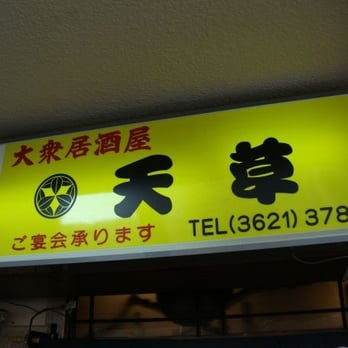 大衆居酒屋
天草
ご宴会承ります
TEL(3621)378